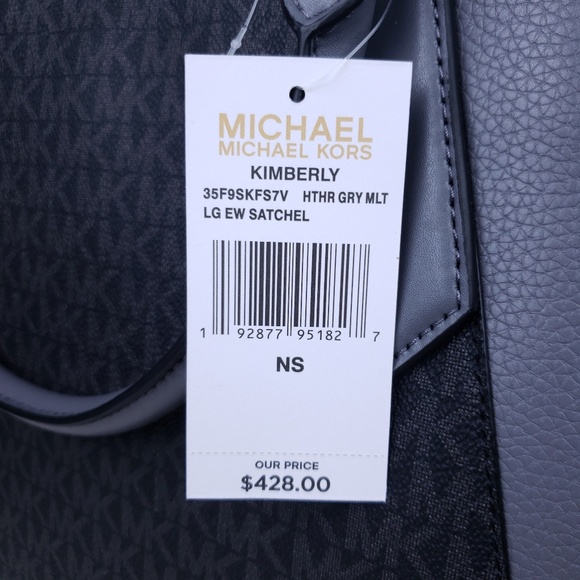 MICHAEL
MICHAEL KORS
KIMBERLY
35F9SKFS7V HTHR GRY MLT
LG EW SATCHEL
1 92877 95182 7
NS
OUR PRICE
$428.00